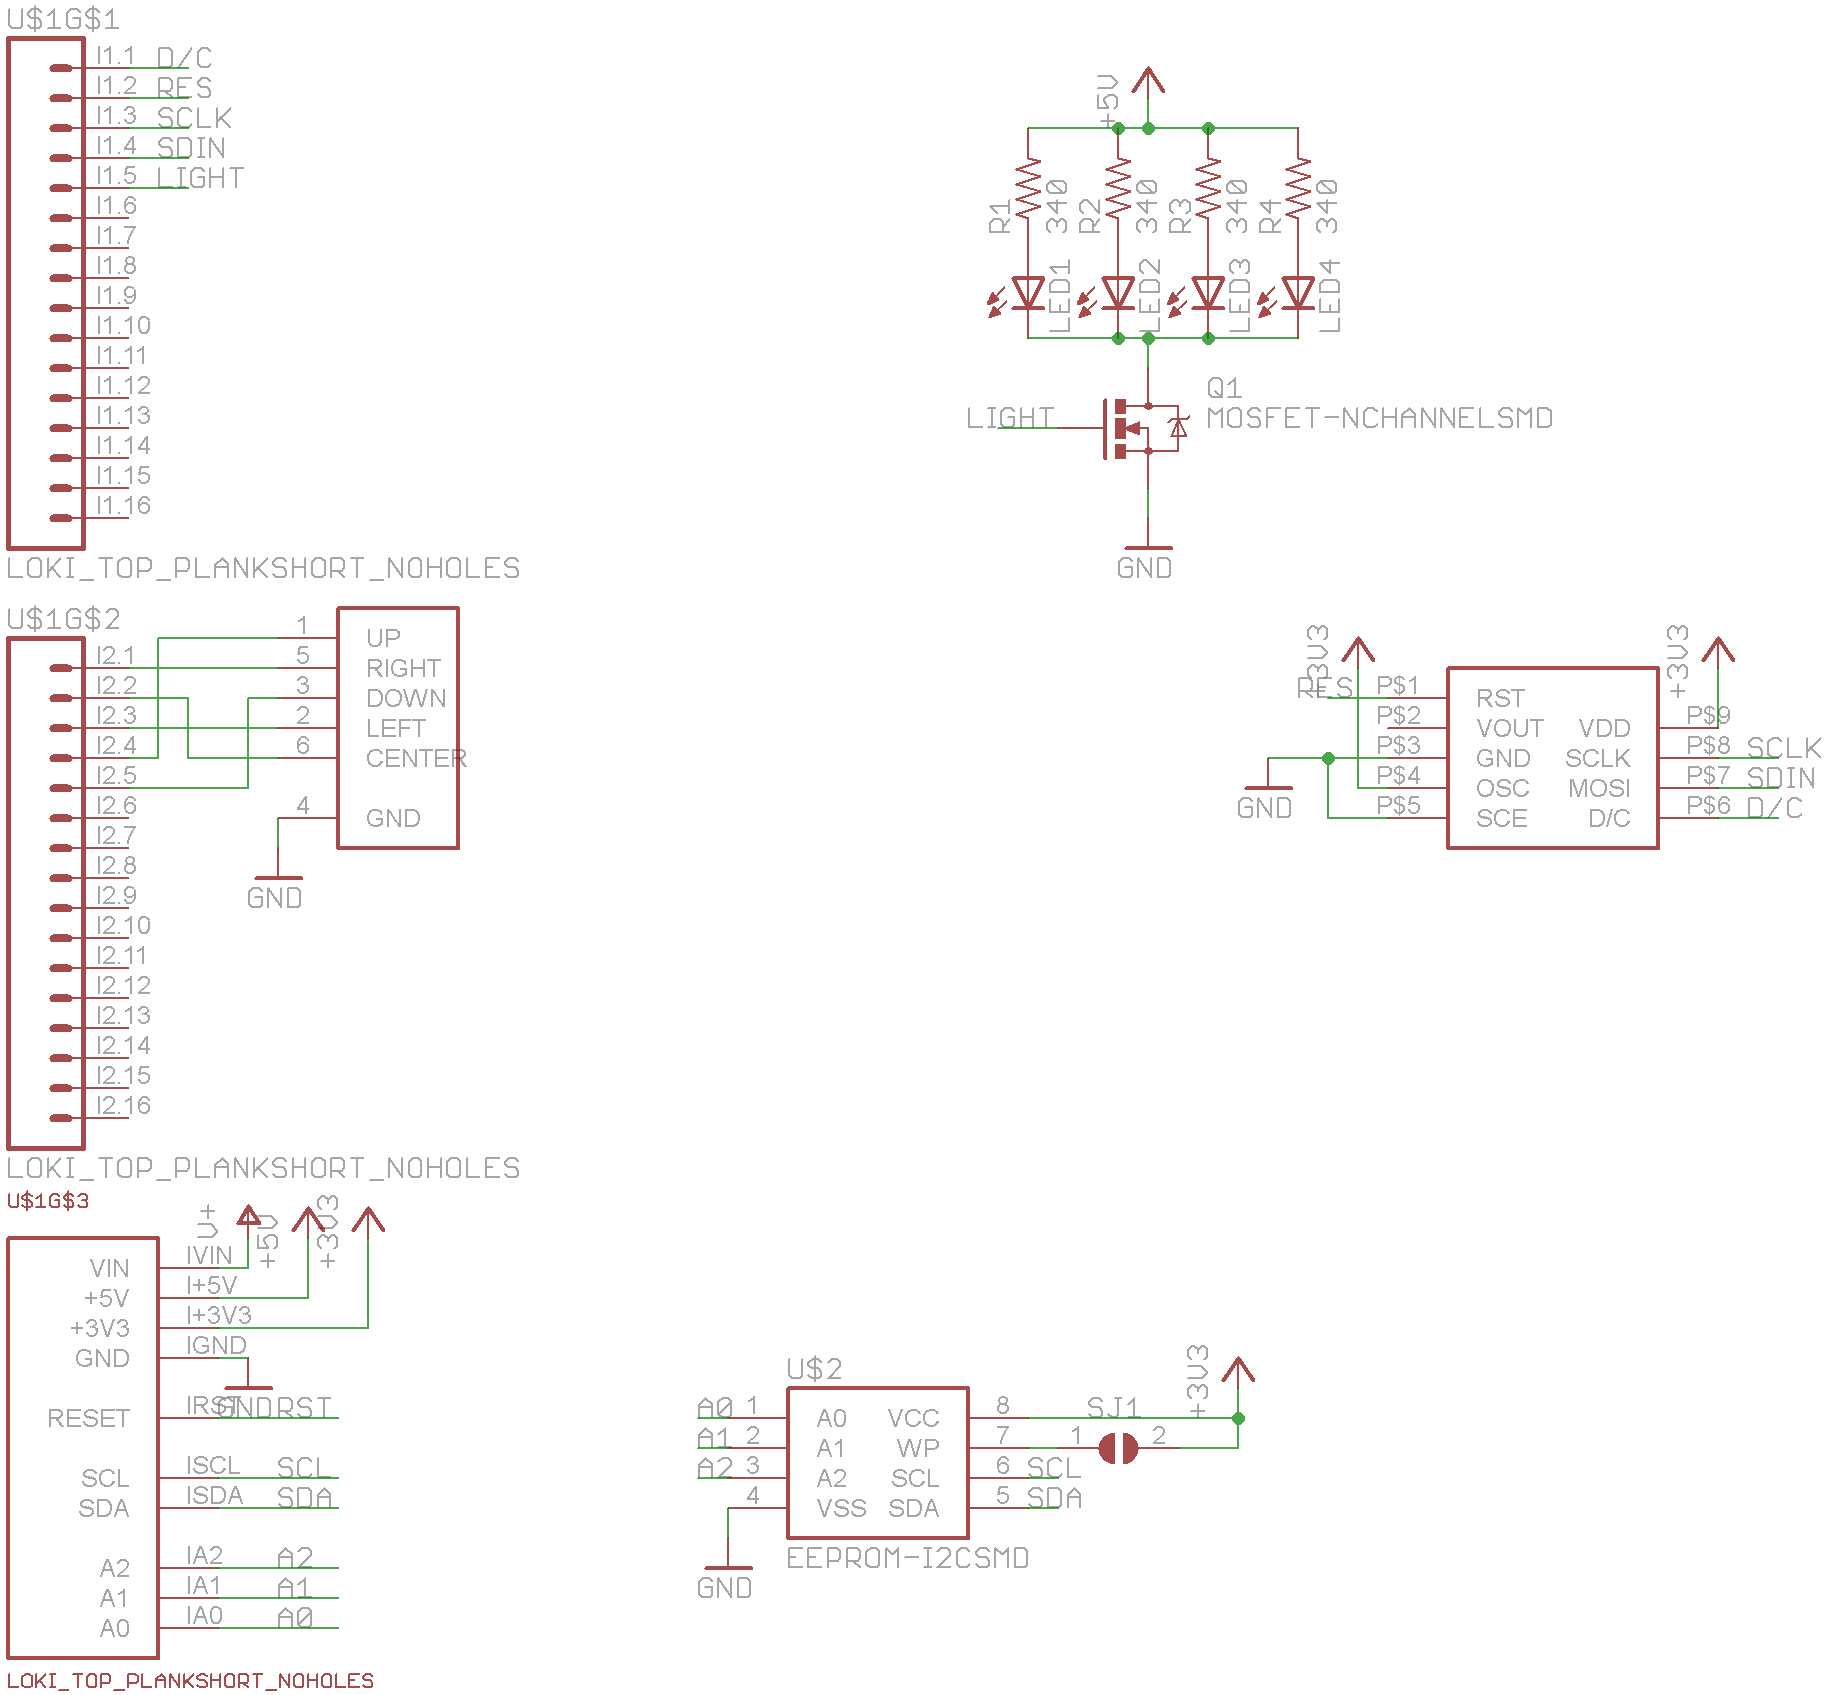 U$1G$1
I1.1 D/C
I1.2 RES
I1.3 SCLK
I1.4 SDIN
I1.5 LIGHT
I1.6
I1.7
I1.8
I1.9
I1.10
I1.11
I1.12
I1.13
I1.14
I1.15
I1.16
LOKI_TOP_PLANKSHORT_NOHOLES
+5V
R1 340 R2 340 R3 340 R4 340
LED1 LED2 LED3 LED4
Q1
LIGHT MOSFET-NCHANNELSMD
GND
U$1G$2
I2.1
I2.2
I2.3
I2.4
I2.5
I2.6
I2.7
I2.8
I2.9
I2.10
I2.11
I2.12
I2.13
I2.14
I2.15
I2.16
LOKI_TOP_PLANKSHORT_NOHOLES
1 UP
5 RIGHT
3 DOWN
2 LEFT
6 CENTER
4 GND
GND
+3V3 +3V3
RES P$1 RST
P$2 VOUT VDD P$9
P$3 GND SCLK P$8 SCLK
P$4 OSC MOSI P$7 SDIN
P$5 SCE D/C P$6 D/C
GND
U$1G$3
V+ +5V +3V3
VIN IVIN
+5V I+5V
+3V3 I+3V3
GND IGND
GND
RESET IRST RST
SCL ISCL SCL
SDA ISDA SDA
A2 IA2 A2
A1 IA1 A1
A0 IA0 A0
LOKI_TOP_PLANKSHORT_NOHOLES
U$2
+3V3
A0 1 A0 VCC 8 SJ1
A1 2 A1 WP 7 1 2
A2 3 A2 SCL 6 SCL
4 VSS SDA 5 SDA
EEPROM-I2CSMD
GND